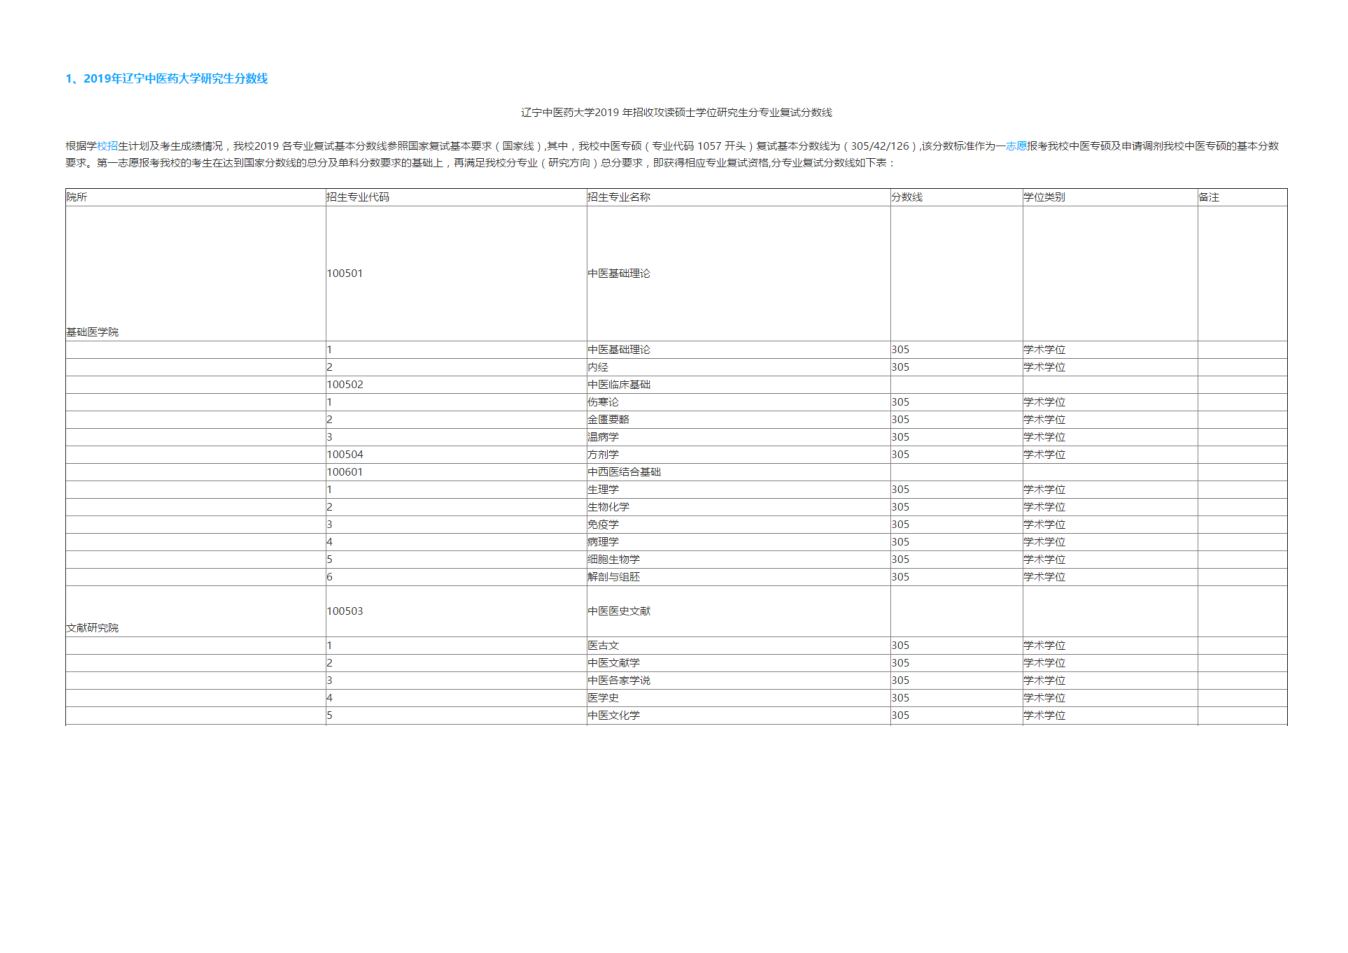 1、2019年辽宁中医药大学研究生分数线
辽宁中医药大学2019 年招收攻读硕士学位研究生分专业复试分数线
根据学校招生计划及考生成绩情况，我校2019 各专业复试基本分数线参照国家复试基本要求（国家线）,其中，我校中医专硕（专业代码 1057 开头）复试基本分数线为（305/42/126）,该分数标准作为一志愿报考我校中医专硕及申请调剂我校中医专硕的基本分数
要求。第一志愿报考我校的考生在达到国家分数线的总分及单科分数要求的基础上，再满足我校分专业（研究方向）总分要求，即获得相应专业复试资格,分专业复试分数线如下表：
院所 招生专业代码 招生专业名称 分数线 学位类别 备注
基础医学院 100501 中医基础理论
1 中医基础理论 305 学术学位
2 内经 305 学术学位
100502 中医临床基础
1 伤寒论 305 学术学位
2 金匮要略 305 学术学位
3 温病学 305 学术学位
100504 方剂学 305 学术学位
100601 中西医结合基础
1 生理学 305 学术学位
2 生物化学 305 学术学位
3 免疫学 305 学术学位
4 病理学 305 学术学位
5 细胞生物学 305 学术学位
6 解剖与组胚 305 学术学位
文献研究院 100503 中医医史文献
1 医古文 305 学术学位
2 中医文献学 305 学术学位
3 中医各家学说 305 学术学位
4 医学史 305 学术学位
5 中医文化学 305 学术学位